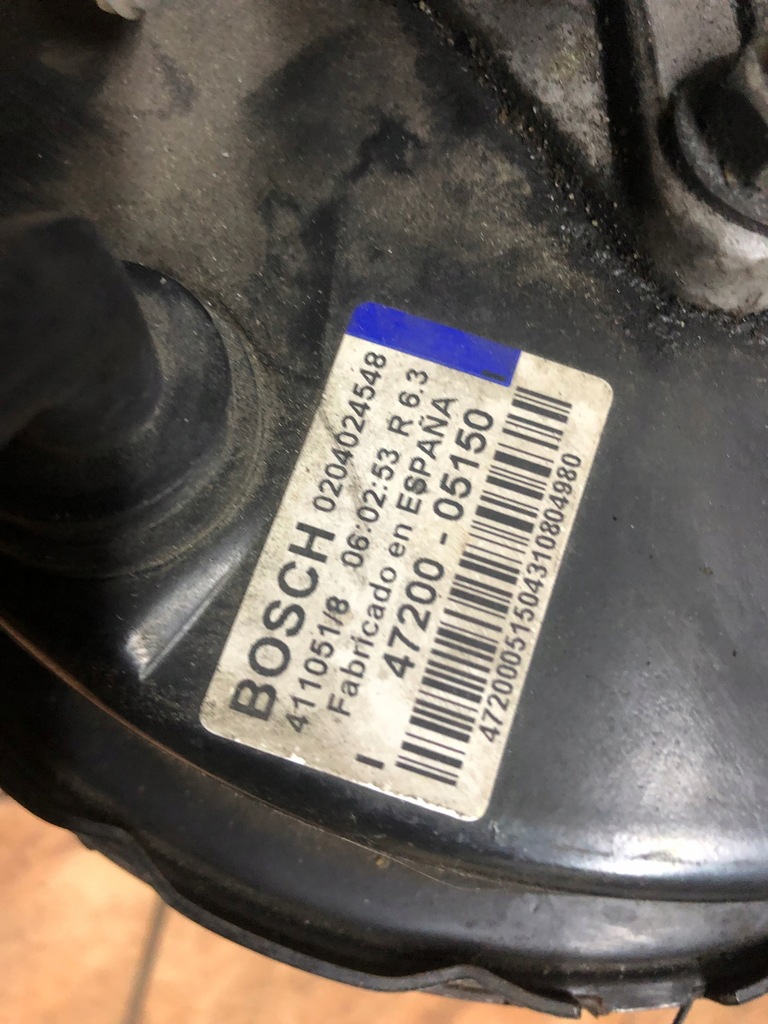 BOSCH 0204024548
411051/8 06:02:53 R 6.3
Fabricado en ESPAÑA
47200 - 05150
47200051504310804980